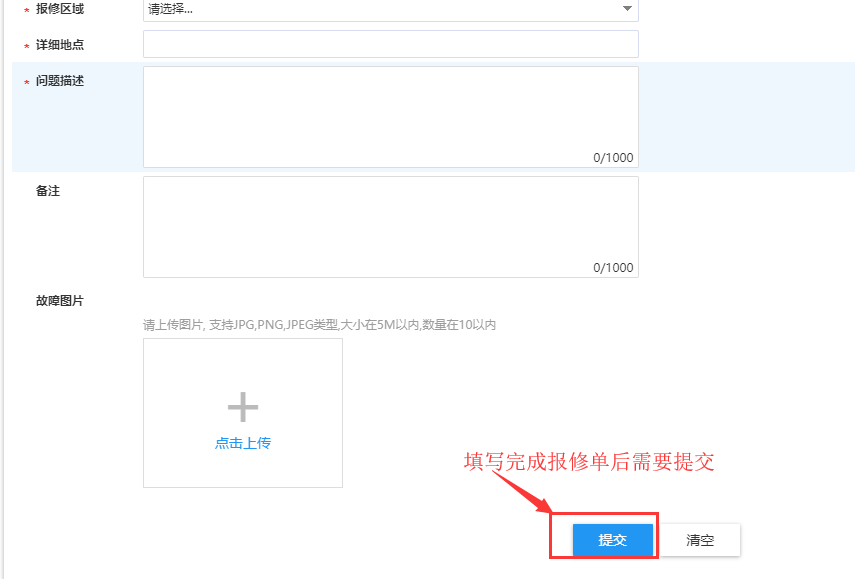 * 报修区域 请选择...
* 详细地点
* 问题描述
0/1000
备注
0/1000
故障图片
请上传图片, 支持JPG,PNG,JPEG类型,大小在5M以内,数量在10以内
点击上传
填写完成报修单后需要提交
提交 清空